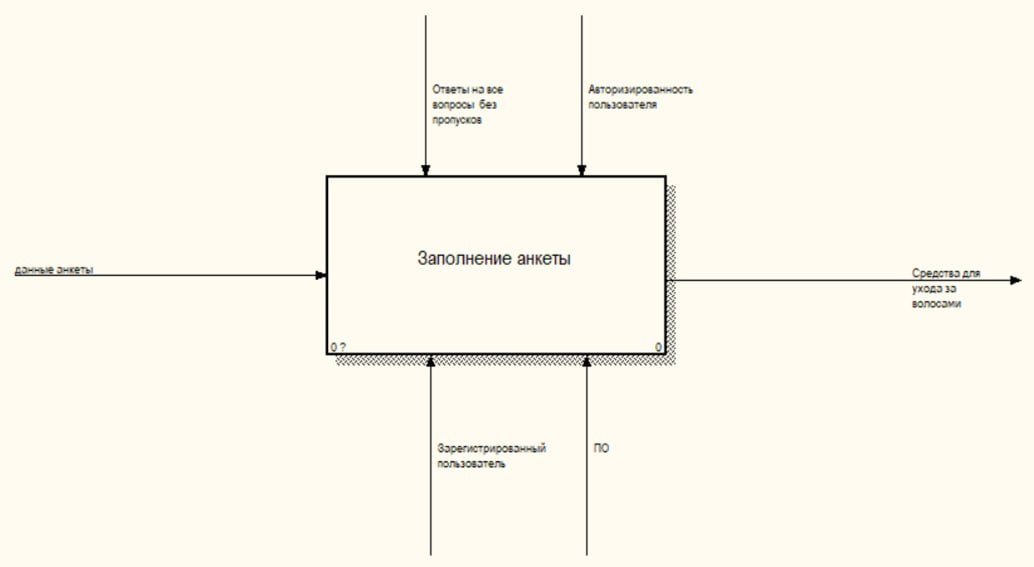 Ответы на все
вопросы без
пропусков
Авторизированность
пользователя
Заполнение анкеты
данные анкеты
Средства для
ухода за
волосами
0 ?
0
Зарегистрированный
пользователь
ПО